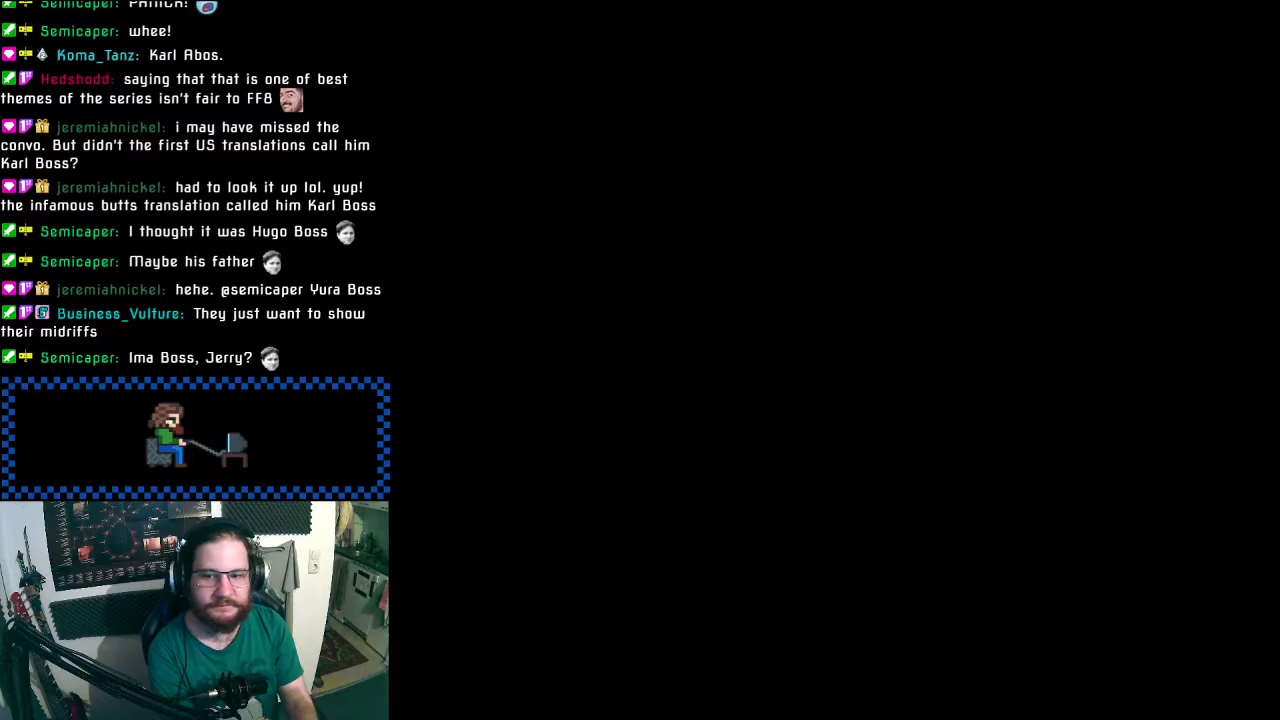 Semicaper:
Semicaper: whee!
Koma_Tanz: Karl Abos.
Hedshodd: saying that that is one of best
themes of the series isn't fair to FF8
jeremiahnickel: i may have missed the
convo. But didn't the first US translations call him
Karl Boss?
jeremiahnickel: had to look it up lol. yup!
the infamous butts translation called him Karl Boss
Semicaper: I thought it was Hugo Boss
Semicaper: Maybe his father
jeremiahnickel: hehe. @semicaper Yura Boss
Business_Vulture: They just want to show
their midriffs
Semicaper: Ima Boss, Jerry?